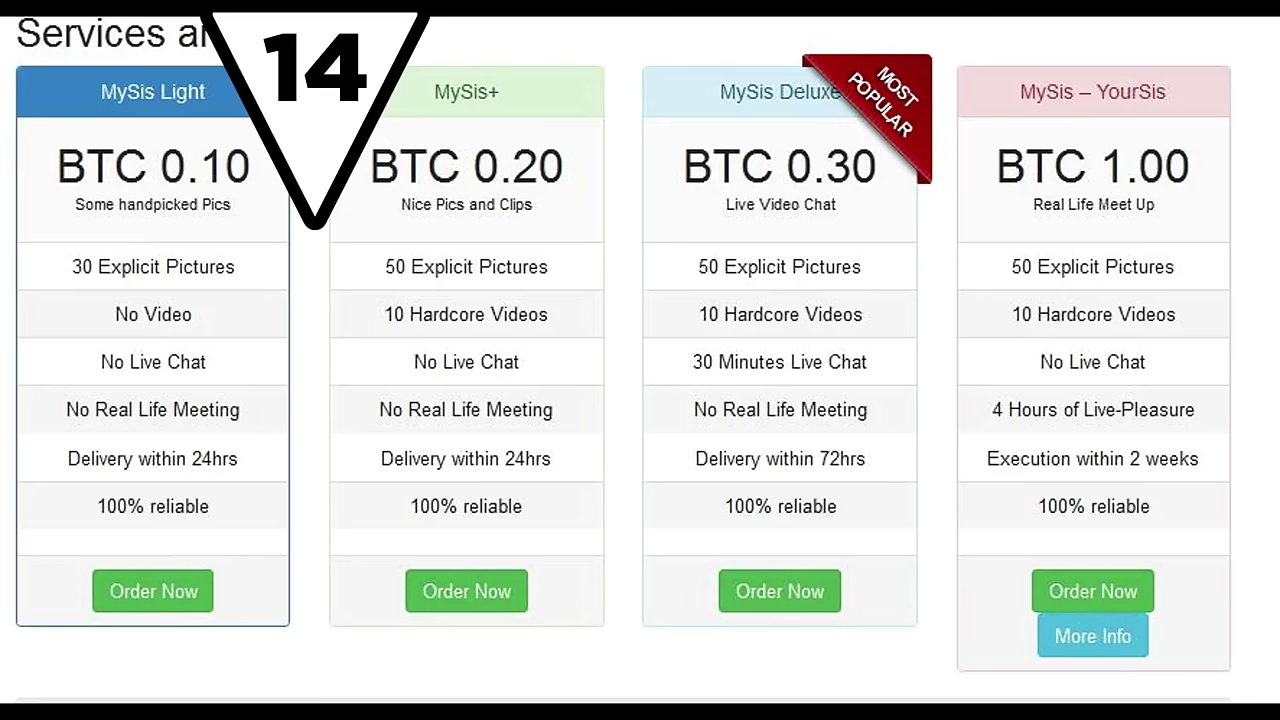 Services
14
MySis Light
BTC 0.10
Some handpicked Pics
30 Explicit Pictures
No Video
No Live Chat
No Real Life Meeting
Delivery within 24hrs
100% reliable
Order Now
MySis+
BTC 0.20
Nice Pics and Clips
50 Explicit Pictures
10 Hardcore Videos
No Live Chat
No Real Life Meeting
Delivery within 24hrs
100% reliable
Order Now
MySis Deluxe
MOST
POPULAR
BTC 0.30
Live Video Chat
50 Explicit Pictures
10 Hardcore Videos
30 Minutes Live Chat
No Real Life Meeting
Delivery within 72hrs
100% reliable
Order Now
MySis – YourSis
BTC 1.00
Real Life Meet Up
50 Explicit Pictures
10 Hardcore Videos
No Live Chat
4 Hours of Live-Pleasure
Execution within 2 weeks
100% reliable
Order Now
More Info